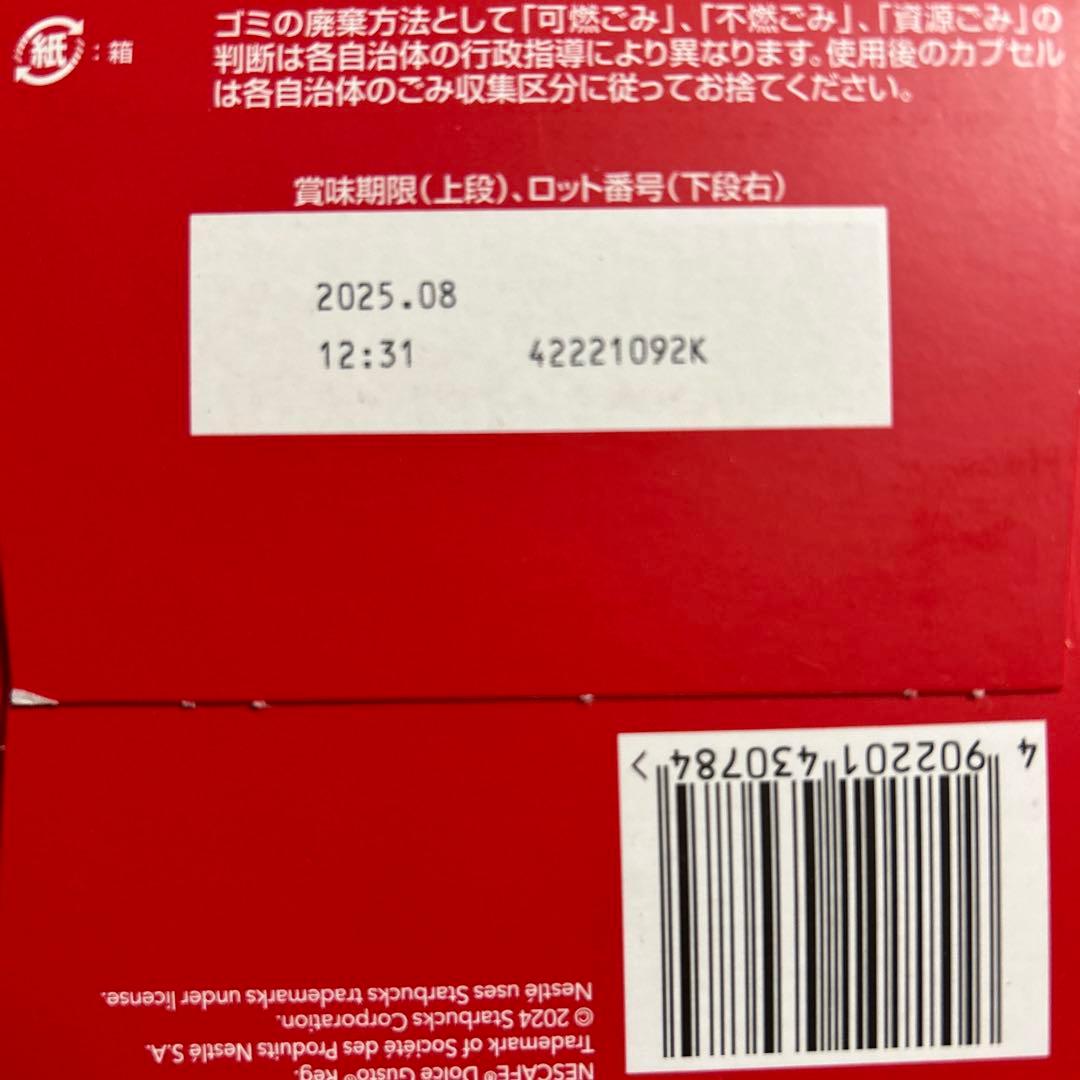 紙 : 箱
ゴミの廃棄方法として「可燃ごみ」、「不燃ごみ」、「資源ごみ」の
判断は各自治体の行政指導により異なります。使用後のカプセル
は各自治体のごみ収集区分に従ってお捨てください。
賞味期限(上段)、ロット番号(下段右)
2025.08
12:31 42221092K
4 902201 430784 >
NESCAFÉ® Dolce Gusto® Reg.
Trademark of Société des Produits Nestlé S.A.
© 2024 Starbucks Corporation.
Nestlé uses Starbucks trademarks under license.